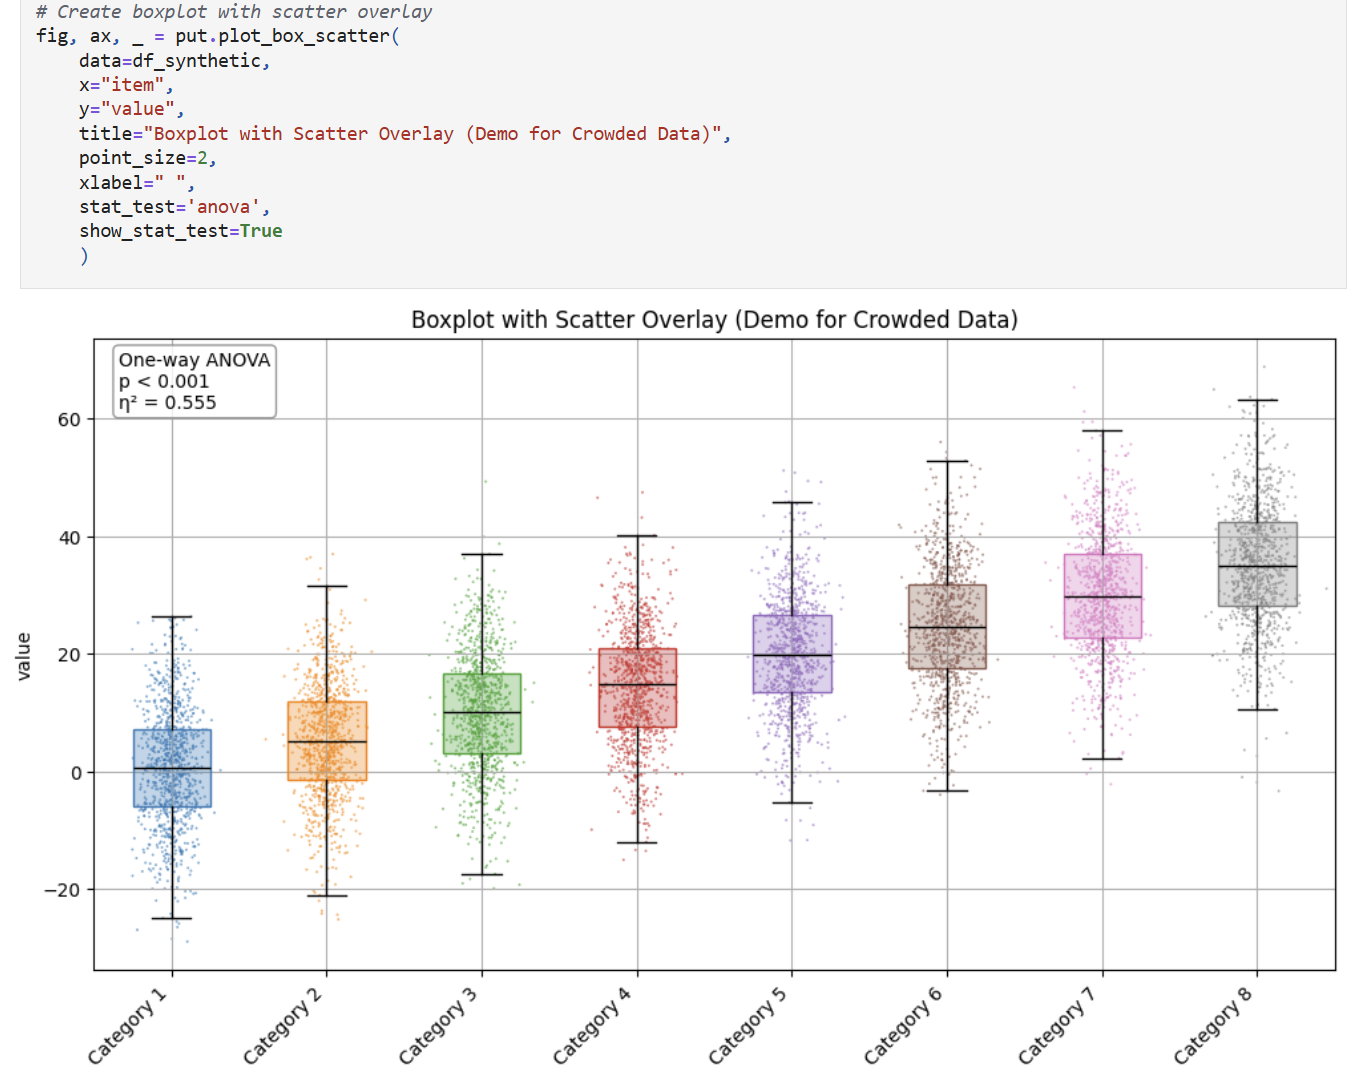 # Create boxplot with scatter overlay
fig, ax, _ = put.plot_box_scatter(
    data=df_synthetic,
    x="item",
    y="value",
    title="Boxplot with Scatter Overlay (Demo for Crowded Data)",
    point_size=2,
    xlabel=" ",
    stat_test='anova',
    show_stat_test=True
    )
Boxplot with Scatter Overlay (Demo for Crowded Data)
One-way ANOVA
p < 0.001
η² = 0.555
60
40
20
0
−20
value
Category 1
Category 2
Category 3
Category 4
Category 5
Category 6
Category 7
Category 8